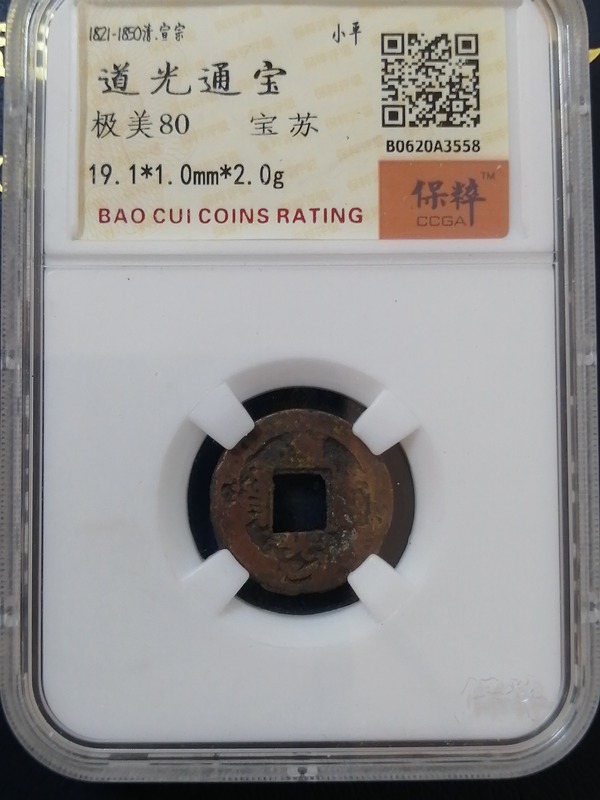 1821-1850清.宣宗 小平
道光通宝
极美80 宝苏
B0620A3558
19.1*1.0mm*2.0g
保粹 TM
CCGA
BAO CUI COINS RATING